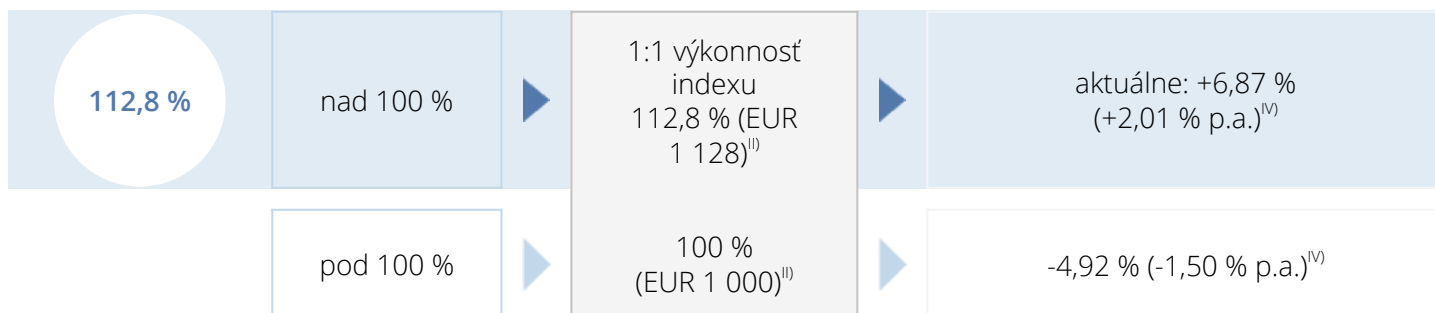 112,8 %
nad 100 %
1:1 výkonnosť
indexu
112,8 % (EUR
1 128)II)
aktuálne: +6,87 %
(+2,01 % p.a.)IV)
pod 100 %
100 %
(EUR 1 000)II)
-4,92 % (-1,50 % p.a.)IV)